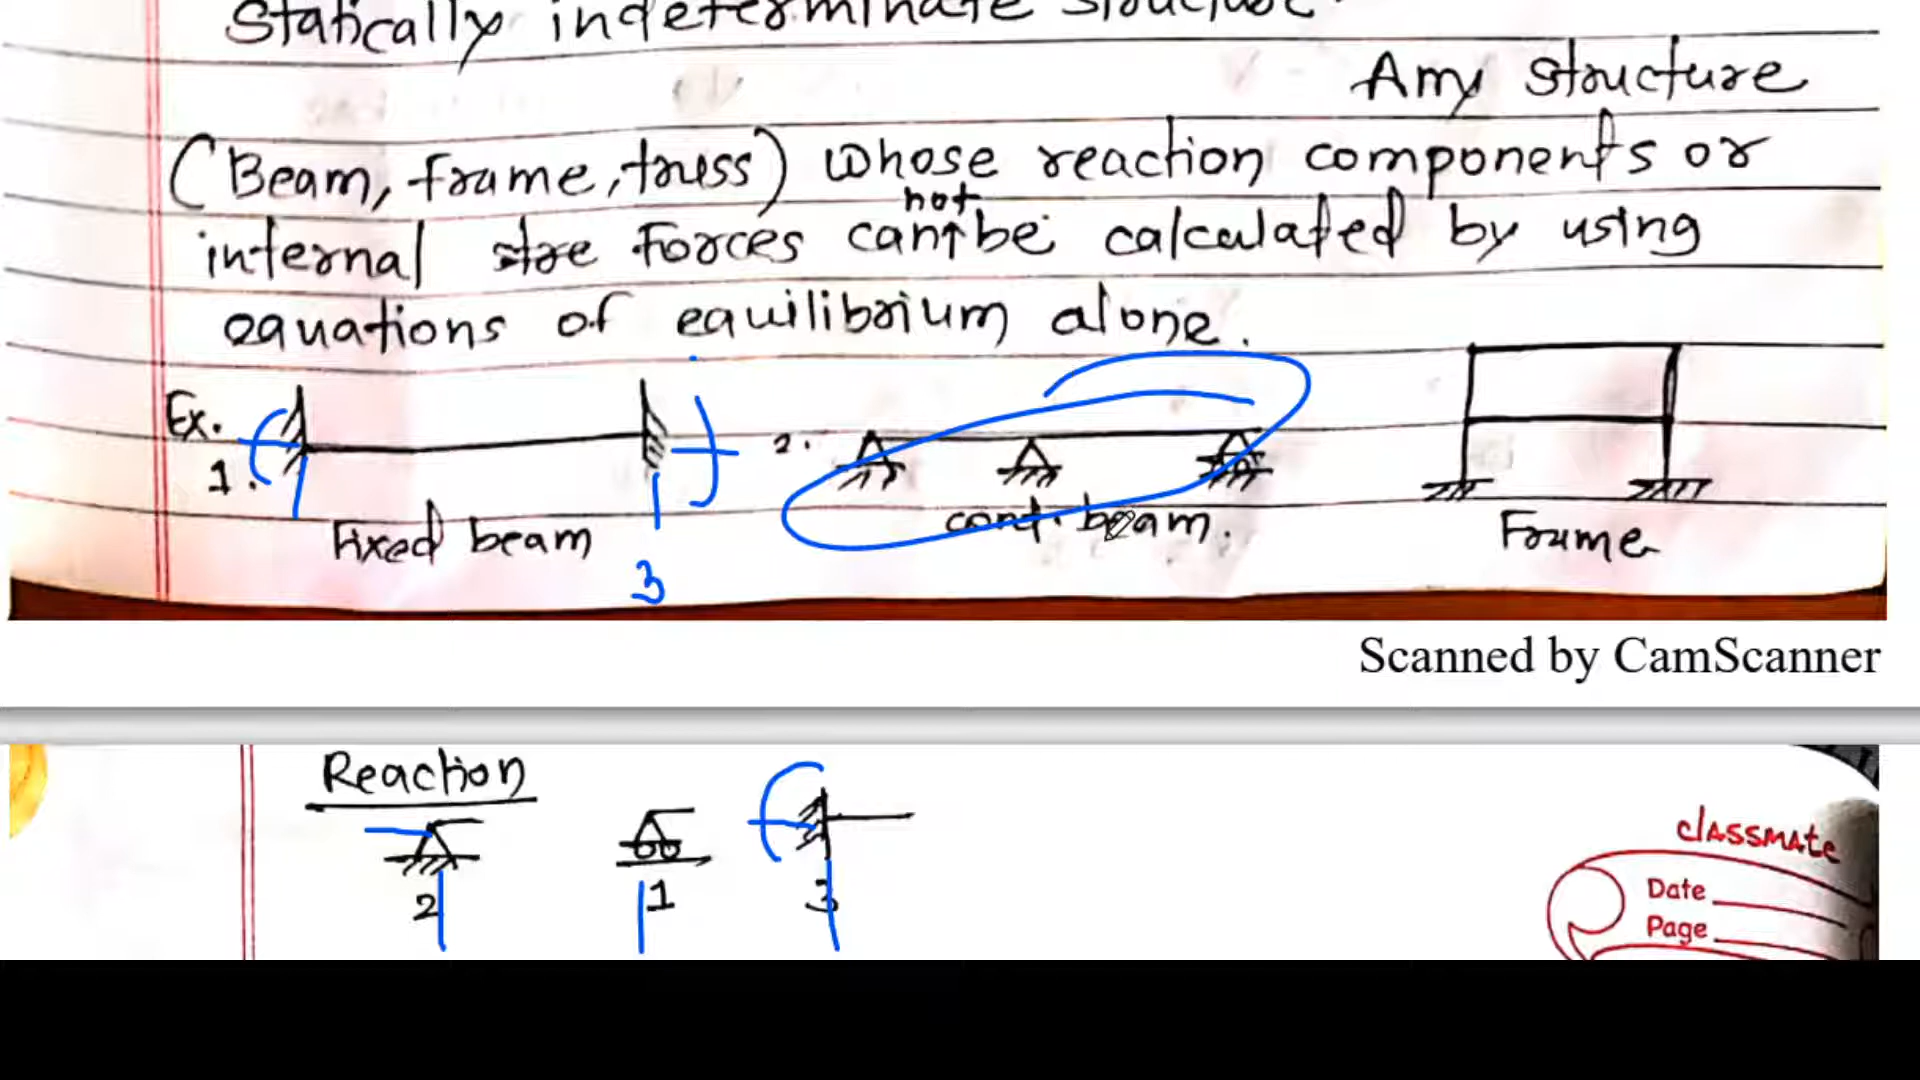 Statically indeterminate structure.
Any structure
(Beam, frame, truss) whose reaction components or
not
internal stre Forces can be calculated by using
equations of equilibrium alone.
Ex.
1.
2.
Fixed beam
cont. beam.
Frame
3
Scanned by CamScanner
Reaction
2
1
3
classmate
Date
Page